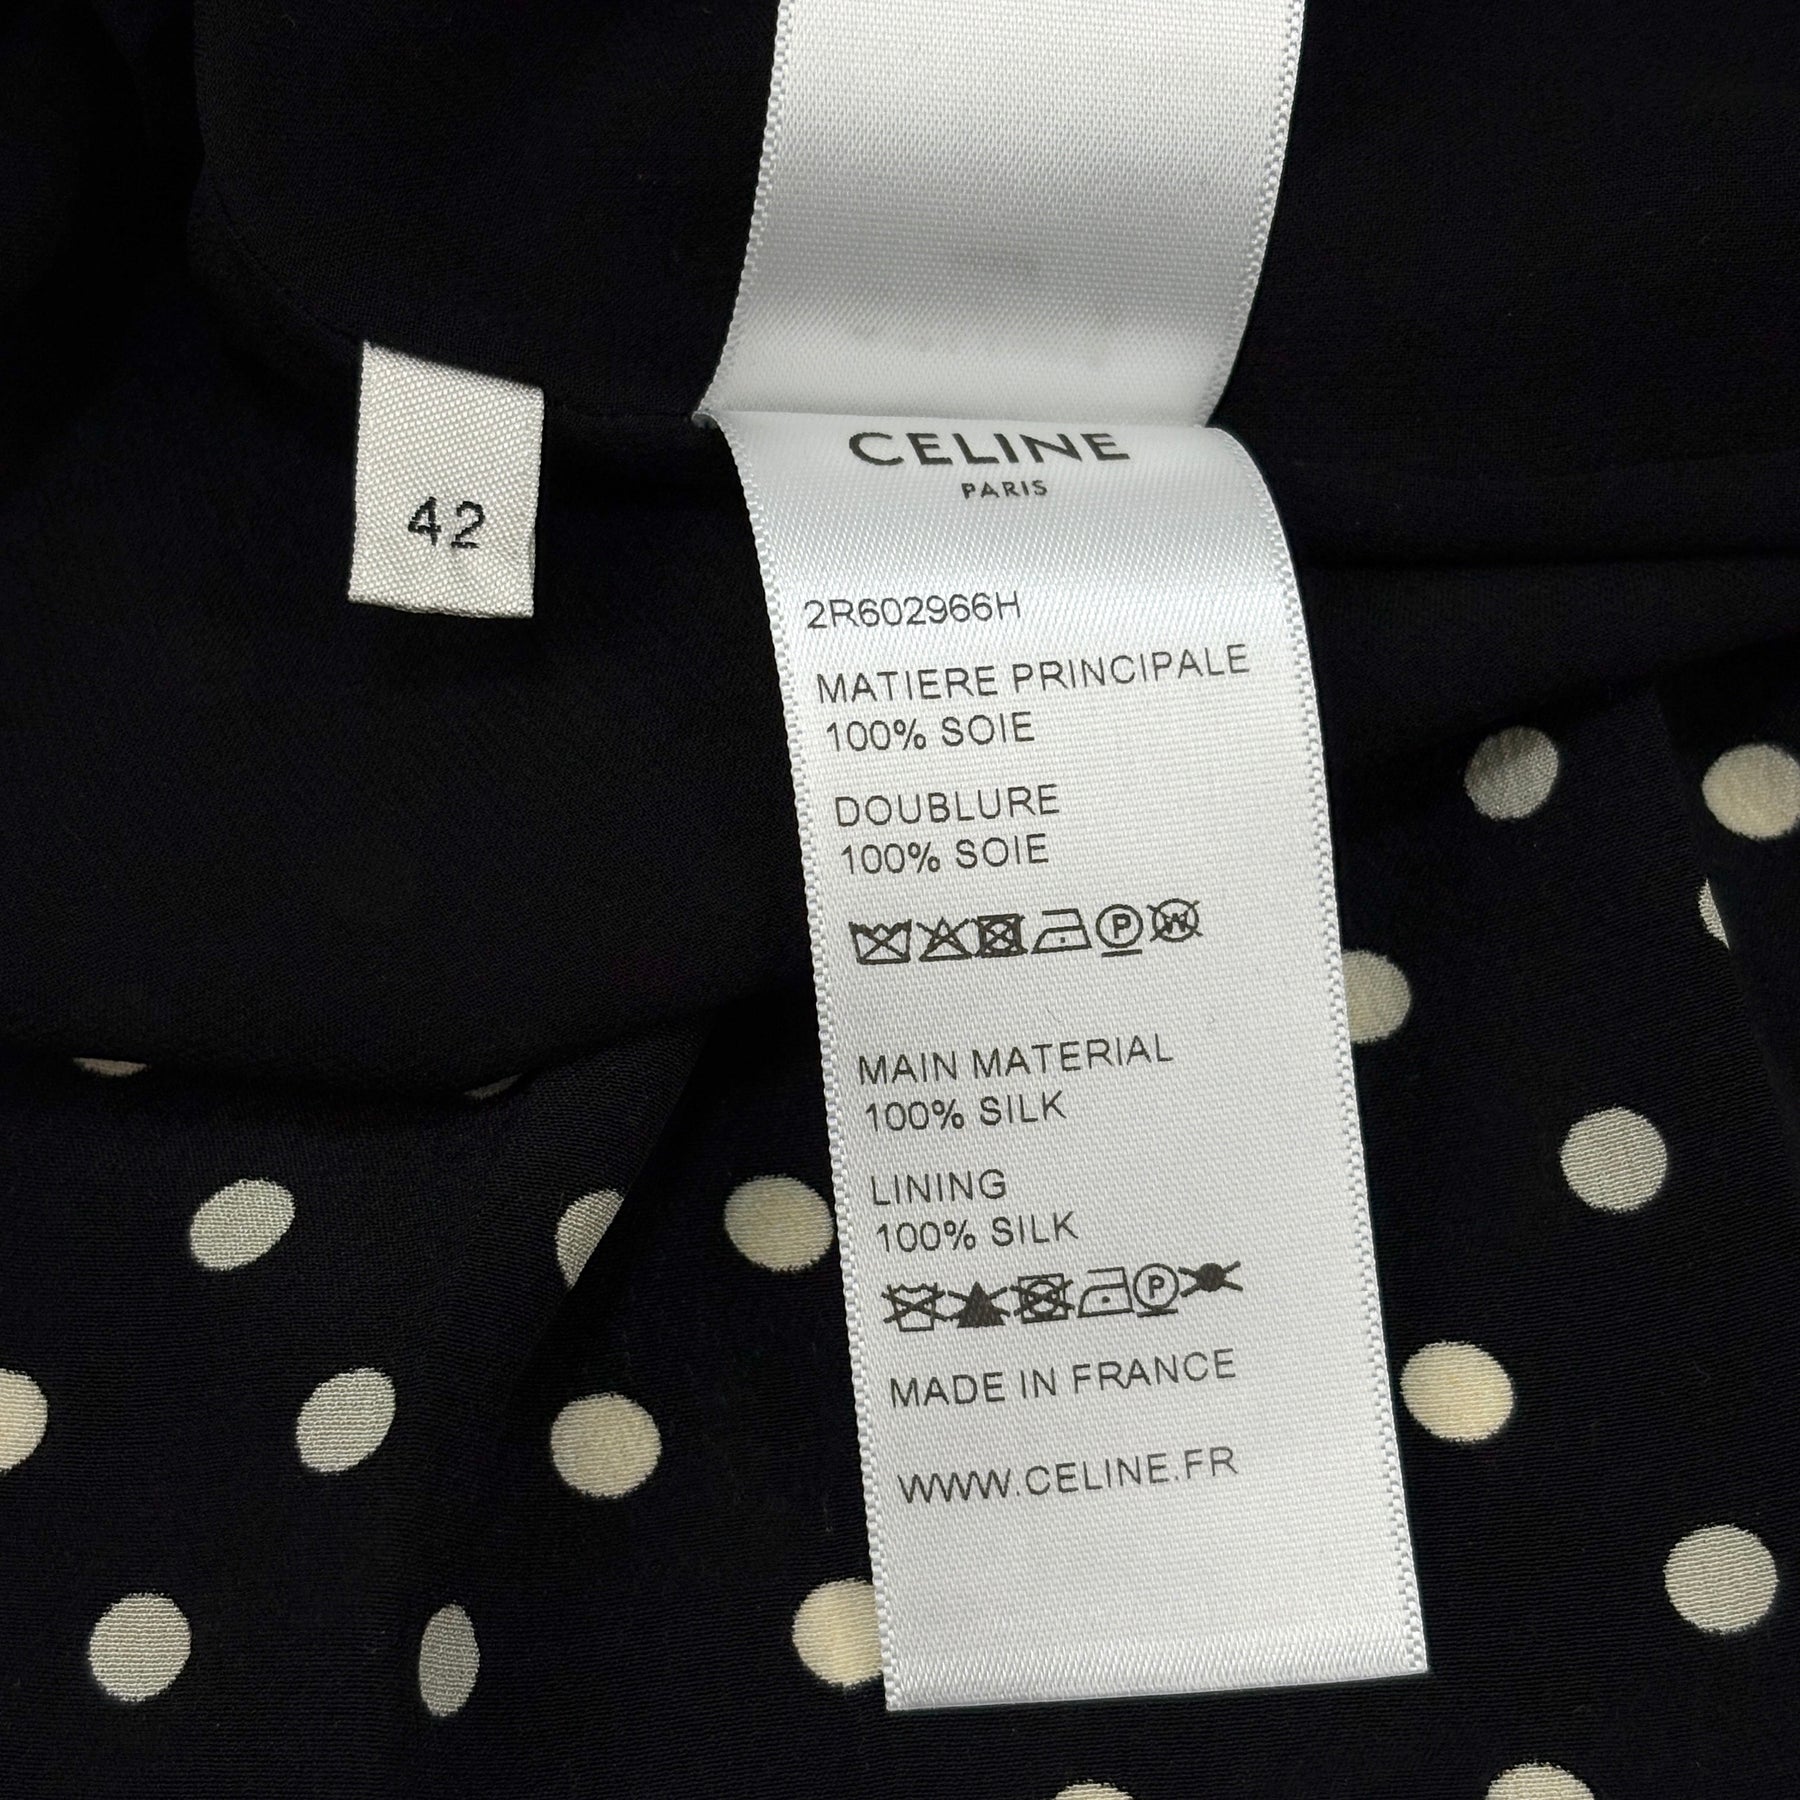 42
CELINE
PARIS
2R602966H
MATIERE PRINCIPALE
100% SOIE
DOUBLURE
100% SOIE
P W
MAIN MATERIAL
100% SILK
LINING
100% SILK
P
MADE IN FRANCE
WWW.CELINE.FR